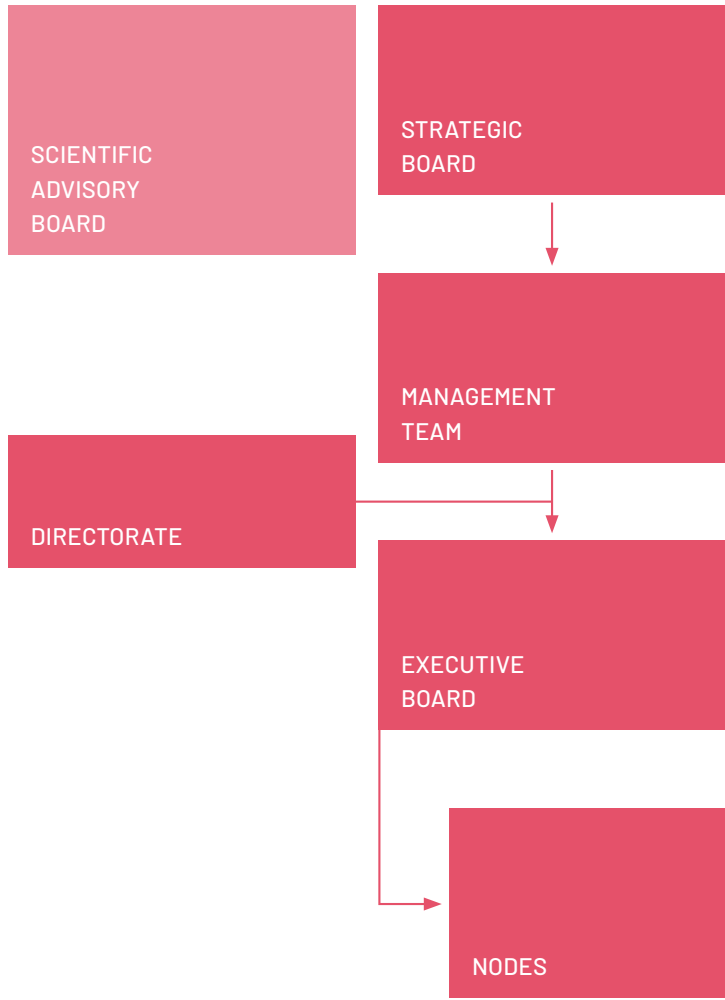 SCIENTIFIC
ADVISORY
BOARD
STRATEGIC
BOARD
MANAGEMENT
TEAM
DIRECTORATE
EXECUTIVE
BOARD
NODES